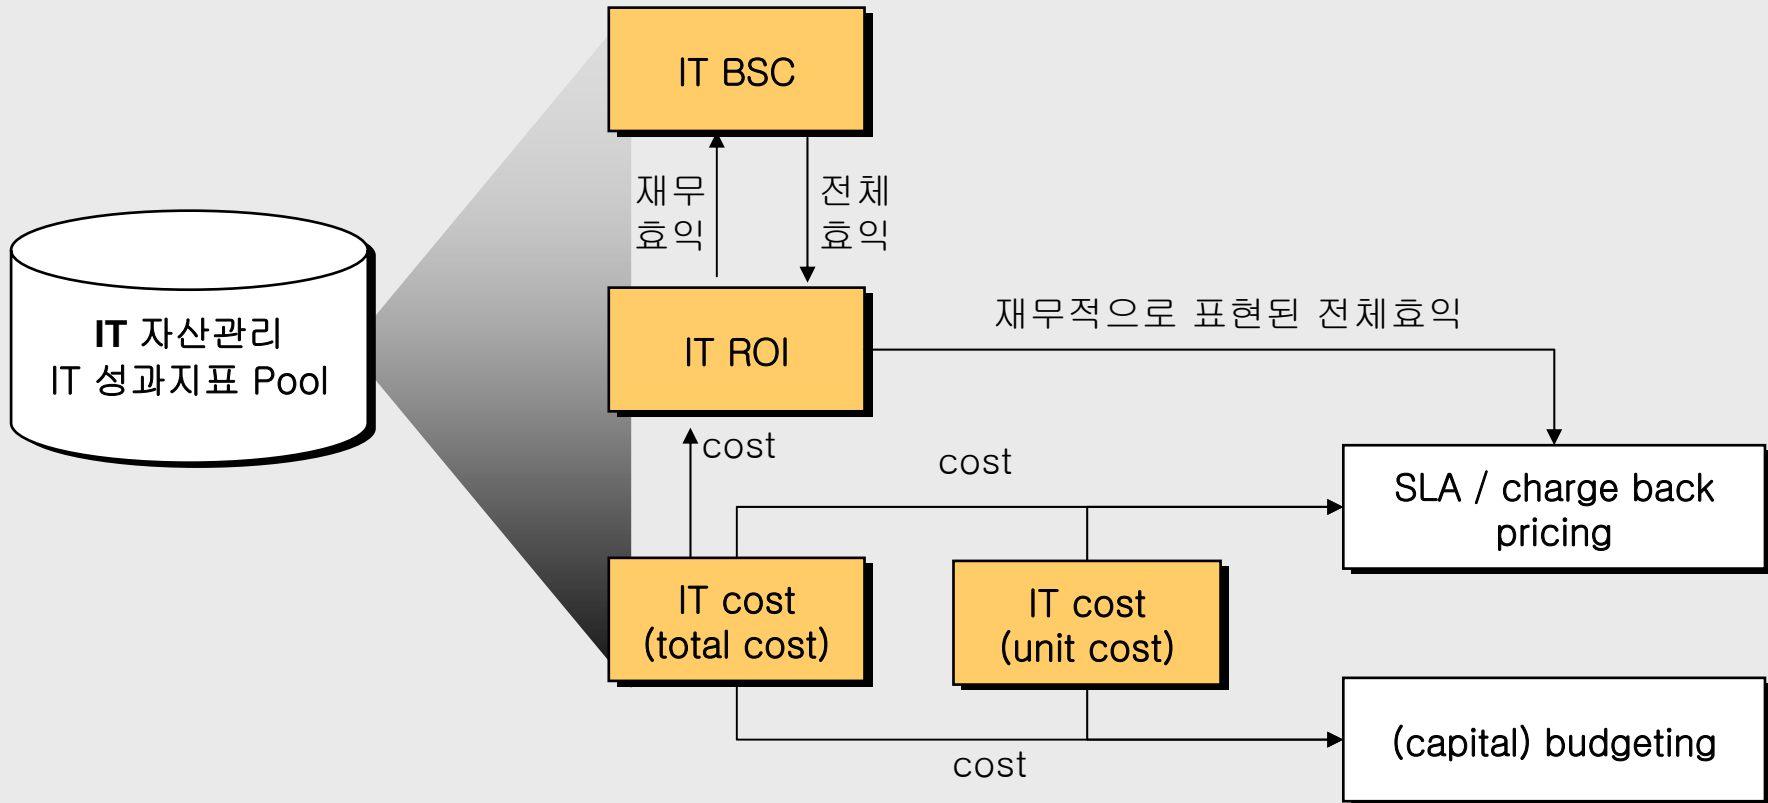 IT BSC
재무
효익
전체
효익
IT 자산관리
IT 성과지표 Pool
재무적으로 표현된 전체효익
IT ROI
cost
cost
SLA / charge back
pricing
IT cost
(total cost)
IT cost
(unit cost)
(capital) budgeting
cost